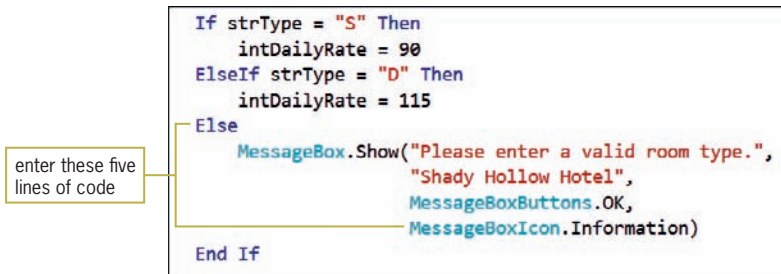 If strType = "S" Then
    intDailyRate = 90
ElseIf strType = "D" Then
    intDailyRate = 115
Else
    MessageBox.Show("Please enter a valid room type.",
                    "Shady Hollow Hotel",
                    MessageBoxButtons.OK,
                    MessageBoxIcon.Information)
End If
enter these five
lines of code